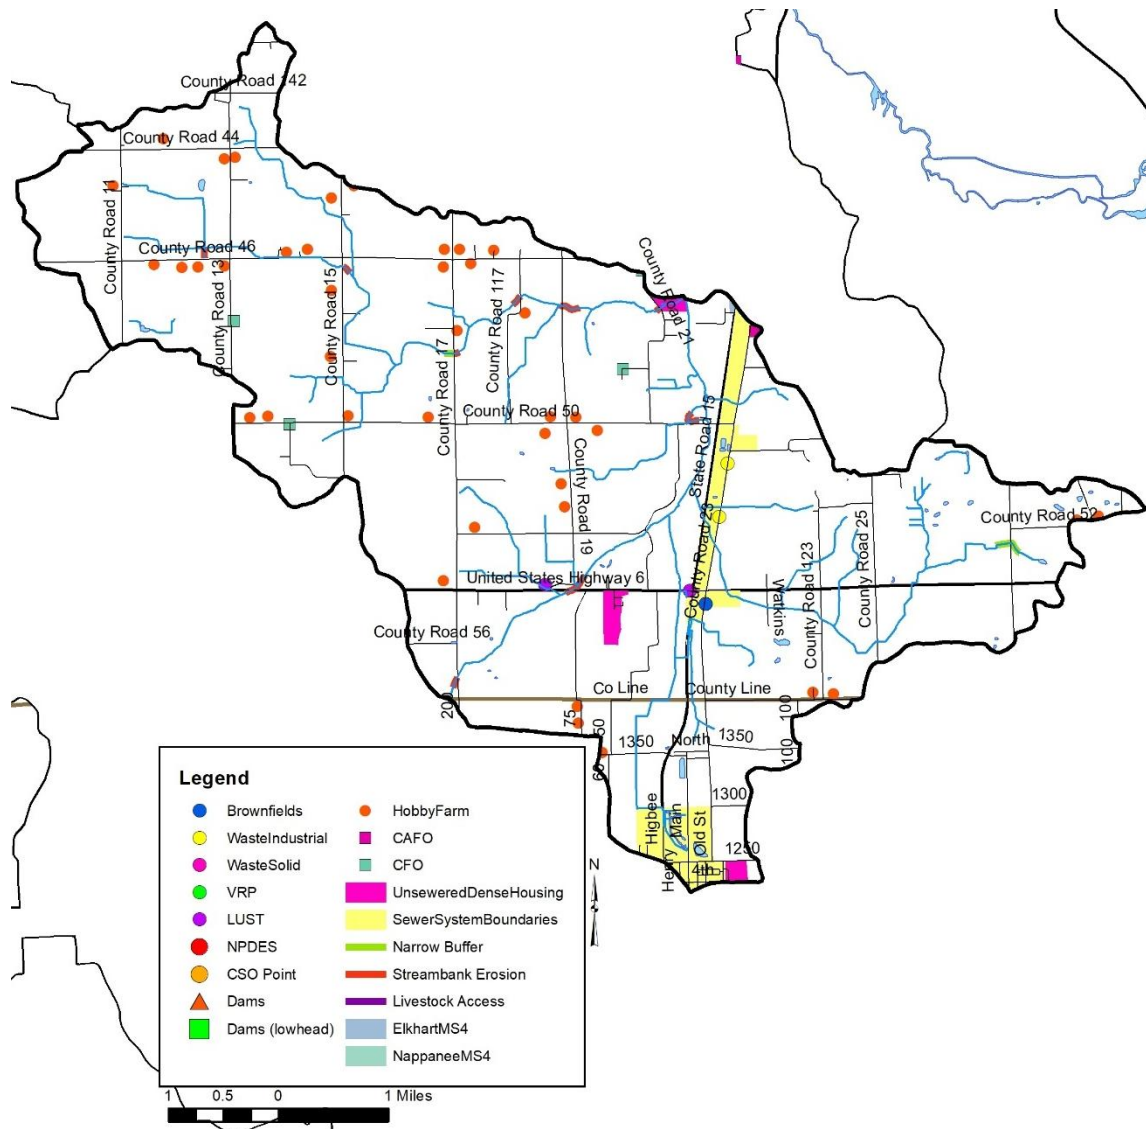 County Road 142
County Road 44
County Road 11
County Road 46
County Road 13
County Road 15
County Road 117
County Road 21
County Road 17
County Road 50
State Road 15
County Road 19
County Road 23
County Road 52
County Road 25
County Road 123
United States Highway 6
Watkins
County Road 56
Co Line
County Line
20
75
50
100
1350
North
1350
100
60
1300
Higbee
Main
Old St
1250
Henry
4th
N
Legend
Brownfields
WasteIndustrial
WasteSolid
VRP
LUST
NPDES
CSO Point
Dams
Dams (lowhead)
HobbyFarm
CAFO
CFO
UnseweredDenseHousing
SewerSystemBoundaries
Narrow Buffer
Streambank Erosion
Livestock Access
ElkhartMS4
NappaneeMS4
1 0.5 0 1 Miles